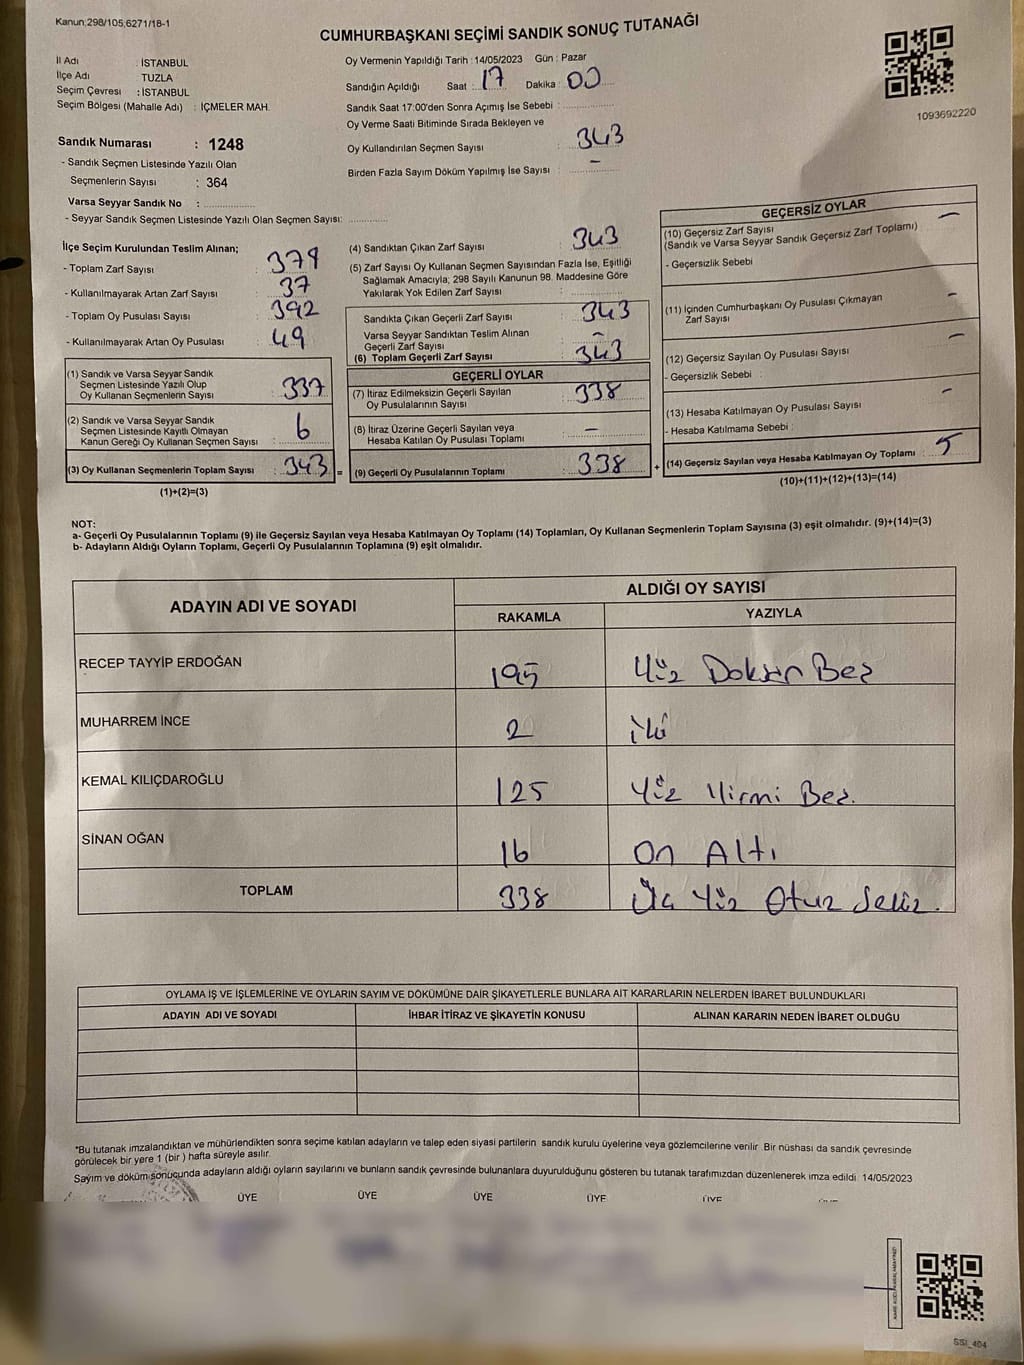 Kanun:298/105,6271/18-1
CUMHURBAŞKANI SEÇİMİ SANDIK SONUÇ TUTANAĞI
İl Adı : İSTANBUL
İlçe Adı TUZLA
Seçim Çevresi : İSTANBUL
Seçim Bölgesi (Mahalle Adı) : İÇMELER MAH.
Sandık Numarası : 1248
- Sandık Seçmen Listesinde Yazılı Olan
Seçmenlerin Sayısı : 364
Varsa Seyyar Sandık No : ..................
- Seyyar Sandık Seçmen Listesinde Yazılı Olan Seçmen Sayısı: ..............
Oy Vermenin Yapıldığı Tarih : 14/05/2023 Gün : Pazar
Sandığın Açıldığı Saat : 17 Dakika : 00
Sandık Saat 17:00'den Sonra Açımış İse Sebebi : ..................
Oy Verme Saati Bitiminde Sırada Bekleyen ve
Oy Kullandırılan Seçmen Sayısı : 343
Birden Fazla Sayım Döküm Yapılmış İse Sayısı : –
1093692220
İlçe Seçim Kurulundan Teslim Alınan;
- Toplam Zarf Sayısı : 379
- Kullanılmayarak Artan Zarf Sayısı : 37
- Toplam Oy Pusulası Sayısı : 392
- Kullanılmayarak Artan Oy Pusulası : 49
(1) Sandık ve Varsa Seyyar Sandık
Seçmen Listesinde Yazılı Olup
Oy Kullanan Seçmenlerin Sayısı : 337
(2) Sandık ve Varsa Seyyar Sandık
Seçmen Listesinde Kayıtlı Olmayan
Kanun Gereği Oy Kullanan Seçmen Sayısı : 6
(3) Oy Kullanan Seçmenlerin Toplam Sayısı : 343 =
(1)+(2)=(3)
(4) Sandıktan Çıkan Zarf Sayısı : 343
(5) Zarf Sayısı Oy Kullanan Seçmen Sayısından Fazla İse, Eşitliği
Sağlamak Amacıyla; 298 Sayılı Kanunun 98. Maddesine Göre
Yakılarak Yok Edilen Zarf Sayısı : ..................
Sandıkta Çıkan Geçerli Zarf Sayısı : 343
Varsa Seyyar Sandıktan Teslim Alınan
Geçerli Zarf Sayısı : –
(6) Toplam Geçerli Zarf Sayısı : 343
GEÇERLİ OYLAR
(7) İtiraz Edilmeksizin Geçerli Sayılan
Oy Pusulalarının Sayısı : 338
(8) İtiraz Üzerine Geçerli Sayılan veya
Hesaba Katılan Oy Pusulası Toplamı : –
(9) Geçerli Oy Pusulalarının Toplamı : 338 +
GEÇERSİZ OYLAR
(10) Geçersiz Zarf Sayısı –
(Sandık ve Varsa Seyyar Sandık Geçersiz Zarf Toplamı)
- Geçersizlik Sebebi
(11) İçinden Cumhurbaşkanı Oy Pusulası Çıkmayan –
Zarf Sayısı
(12) Geçersiz Sayılan Oy Pusulası Sayısı –
- Geçersizlik Sebebi :
(13) Hesaba Katılmayan Oy Pusulası Sayısı –
- Hesaba Katılmama Sebebi :
(14) Geçersiz Sayılan veya Hesaba Katılmayan Oy Toplamı : 5
(10)+(11)+(12)+(13)=(14)
NOT:
a- Geçerli Oy Pusulalarının Toplamı (9) ile Geçersiz Sayılan veya Hesaba Katılmayan Oy Toplamı (14) Toplamları, Oy Kullanan Seçmenlerin Toplam Sayısına (3) eşit olmalıdır. (9)+(14)=(3)
b- Adayların Aldığı Oyların Toplamı, Geçerli Oy Pusulalarının Toplamına (9) eşit olmalıdır.
ADAYIN ADI VE SOYADI ALDIĞI OY SAYISI
RAKAMLA YAZIYLA
RECEP TAYYİP ERDOĞAN 195 Yüz Doksan Beş
MUHARREM İNCE 2 İki
KEMAL KILIÇDAROĞLU 125 Yüz Yirmi Beş.
SİNAN OĞAN 16 On Altı
TOPLAM 338 Üç Yüz Otuz Sekiz.
OYLAMA İŞ VE İŞLEMLERİNE VE OYLARIN SAYIM VE DÖKÜMÜNE DAİR ŞİKAYETLERLE BUNLARA AİT KARARLARIN NELERDEN İBARET BULUNDUKLARI
ADAYIN ADI VE SOYADI İHBAR İTİRAZ VE ŞİKAYETİN KONUSU ALINAN KARARIN NEDEN İBARET OLDUĞU
*Bu tutanak imzalandıktan ve mühürlendikten sonra seçime katılan adayların ve talep eden siyasi partilerin sandık kurulu üyelerine veya gözlemcilerine verilir Bir nüshası da sandık çevresinde
görülecek bir yere 1 (bir ) hafta süreyle asılır.
Sayım ve döküm sonucunda adayların aldığı oyların sayılarını ve bunların sandık çevresinde bulunanlara duyurulduğunu gösteren bu tutanak tarafımızdan düzenlenerek imza edildi 14/05/2023
ÜYE ÜYE ÜYE ÜYE ÜYE
SSI_404